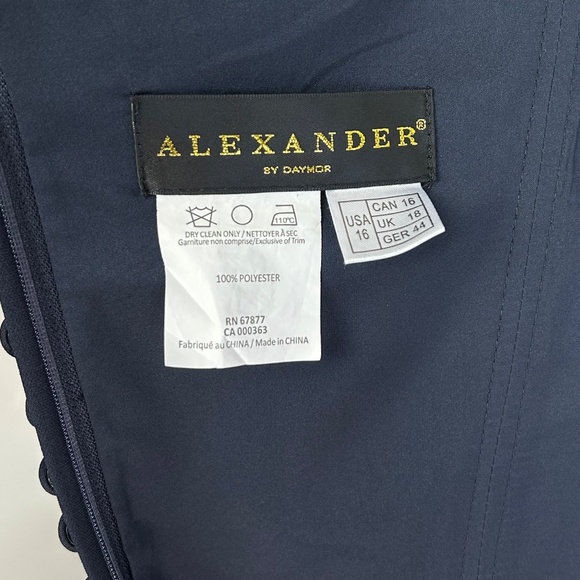 ALEXANDER®
BY DAYMOR
110°C
DRY CLEAN ONLY / NETTOYER À SEC
Garniture non comprise/Exclusive of Trim
100% POLYESTER
RN 67877
CA 000363
Fabriqué au CHINA / Made in CHINA
USA 16
CAN 16
UK 18
GER 44